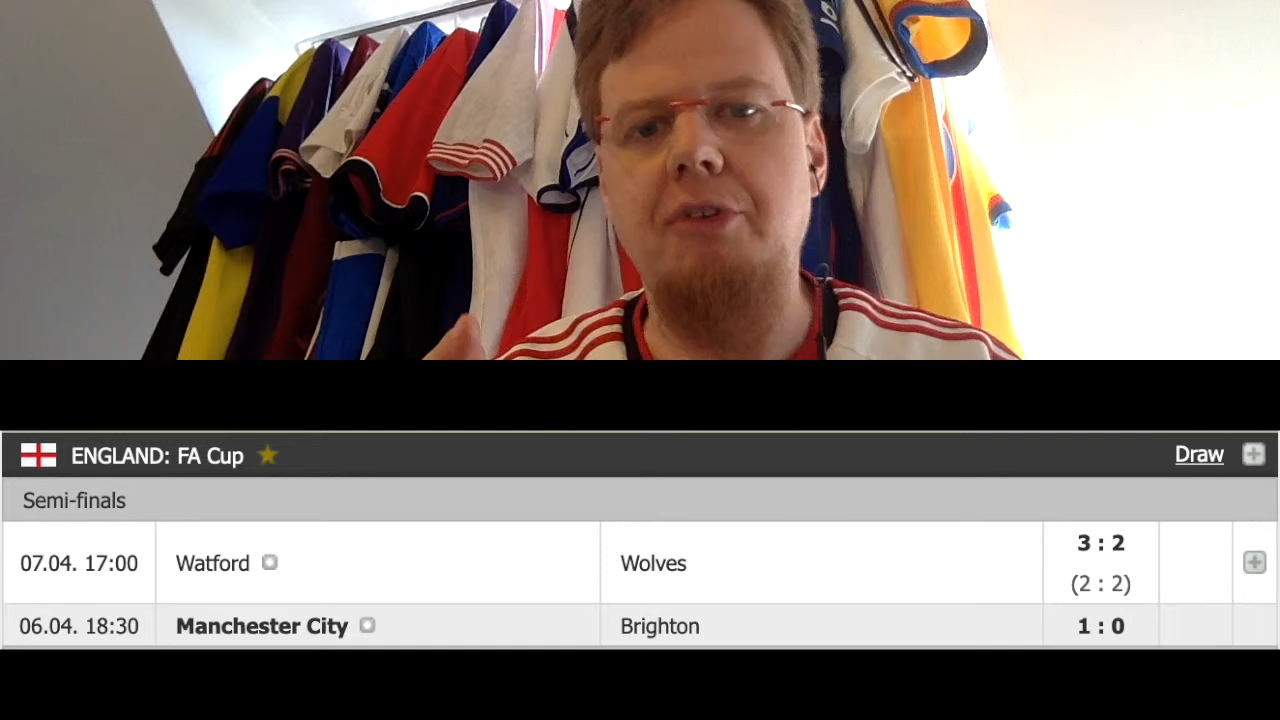 JO
ENGLAND: FA Cup Draw
Semi-finals
07.04. 17:00 Watford Wolves 3 : 2
(2 : 2)
06.04. 18:30 Manchester City Brighton 1 : 0